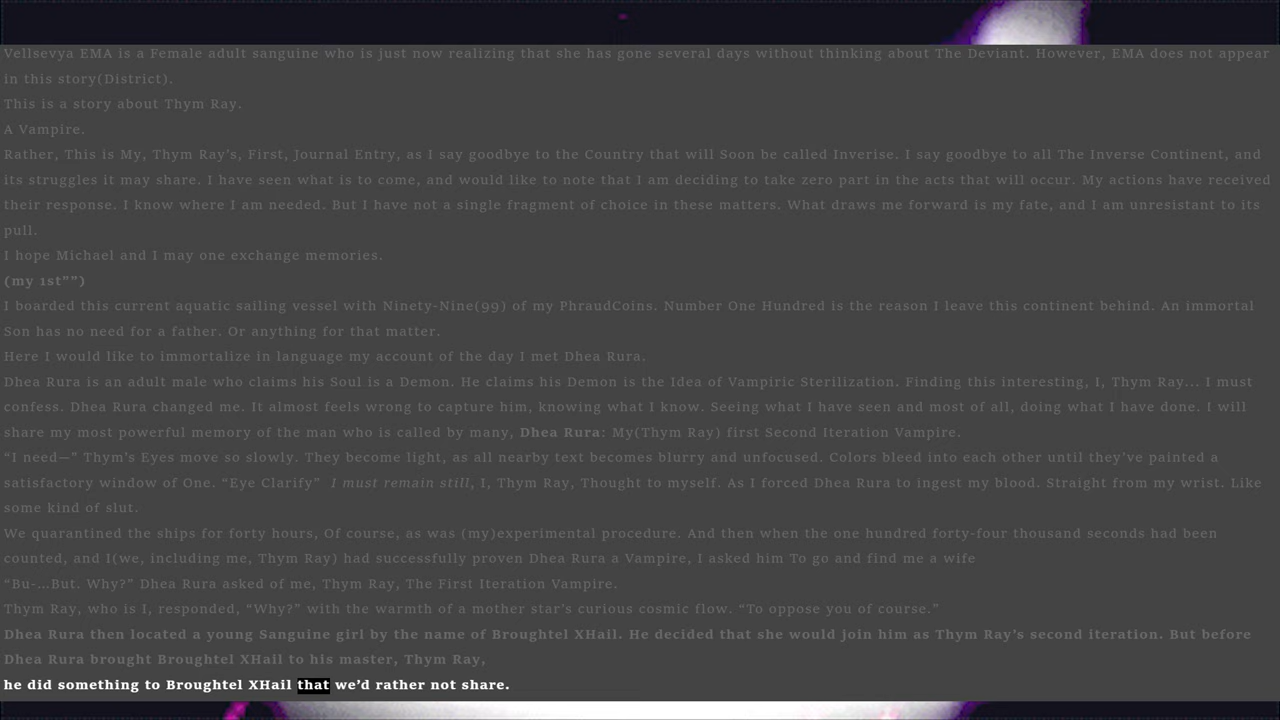 Vellsevya EMA is a Female adult sanguine who is just now realizing that she has gone several days without thinking about The Deviant. However, EMA does not appear
in this story(District).
This is a story about Thym Ray.
A Vampire.
Rather, This is My, Thym Ray’s, First, Journal Entry, as I say goodbye to the Country that will Soon be called Inverise. I say goodbye to all The Inverse Continent, and
its struggles it may share. I have seen what is to come, and would like to note that I am deciding to take zero part in the acts that will occur. My actions have received
their response. I know where I am needed. But I have not a single fragment of choice in these matters. What draws me forward is my fate, and I am unresistant to its
pull.
I hope Michael and I may one exchange memories.
(my 1st””)
I boarded this current aquatic sailing vessel with Ninety-Nine(99) of my PhraudCoins. Number One Hundred is the reason I leave this continent behind. An immortal
Son has no need for a father. Or anything for that matter.
Here I would like to immortalize in language my account of the day I met Dhea Rura,
Dhea Rura is an adult male who claims his Soul is a Demon. He claims his Demon is the Idea of Vampiric Sterilization. Finding this interesting, I, Thym Ray... I must
confess. Dhea Rura changed me. It almost feels wrong to capture him, knowing what I know. Seeing what I have seen and most of all, doing what I have done. I will
share my most powerful memory of the man who is called by many, Dhea Rura: My(Thym Ray) first Second Iteration Vampire.
“I need—” Thym’s Eyes move so slowly. They become light, as all nearby text becomes blurry and unfocused. Colors bleed into each other until they’ve painted a
satisfactory window of One. “Eye Clarify”  I must remain still, I, Thym Ray, Thought to myself. As I forced Dhea Rura to ingest my blood. Straight from my wrist. Like
some kind of slut.
We quarantined the ships for forty hours, Of course, as was (my)experimental procedure. And then when the one hundred forty-four thousand seconds had been
counted, and I(we, including me, Thym Ray) had successfully proven Dhea Rura a Vampire, I asked him To go and find me a wife
“Bu-...But. Why?” Dhea Rura asked of me, Thym Ray, The First Iteration Vampire.
Thym Ray, who is I, responded, “Why?” with the warmth of a mother star’s curious cosmic flow. “To oppose you of course.”
Dhea Rura then located a young Sanguine girl by the name of Broughtel XHail. He decided that she would join him as Thym Ray’s second iteration. But before
Dhea Rura brought Broughtel XHail to his master, Thym Ray,
he did something to Broughtel XHail that we’d rather not share.